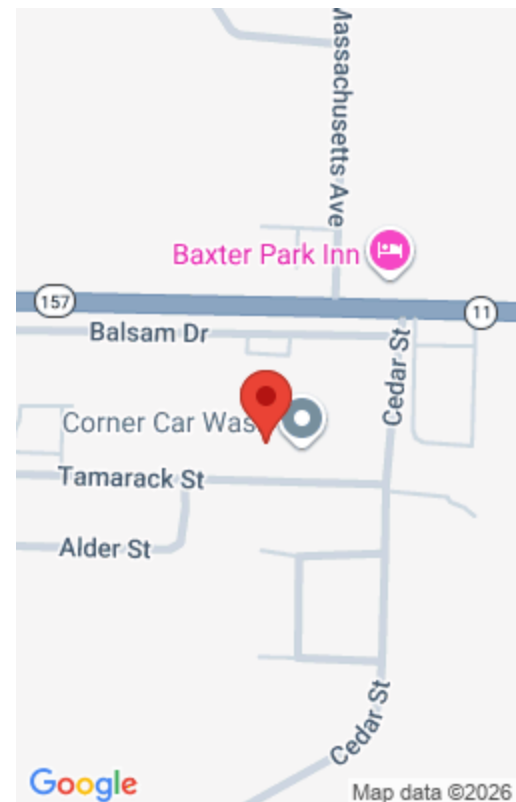 Massachusetts Ave
Baxter Park Inn
157
11
Balsam Dr
Cedar St
Corner Car Was
Tamarack St
Alder St
Cedar St
Google
Map data ©2026